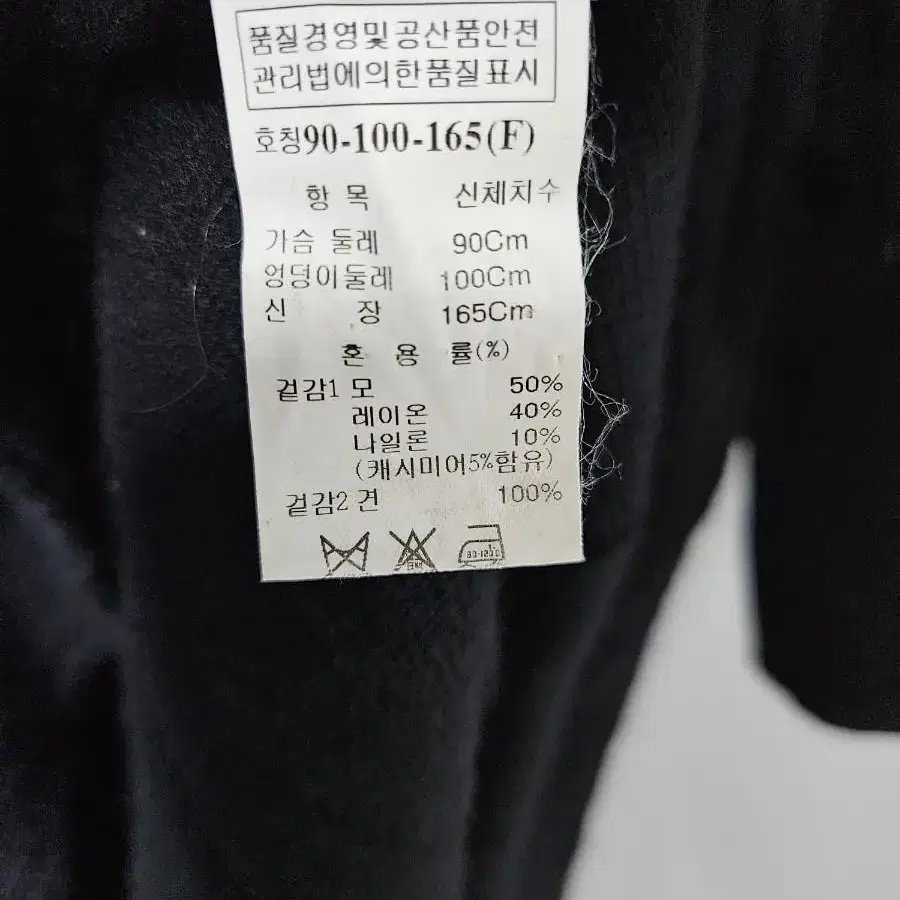 품질경영및공산품안전
관리법에의한품질표시
호칭90-100-165(F)
항 목 신체치수
가슴 둘레 90Cm
엉덩이둘레 100Cm
신 장 165Cm
혼 용 률(%)
겉감1 모 50%
레이온 40%
나일론 10%
(캐시미어5%함유)
겉감2 견 100%